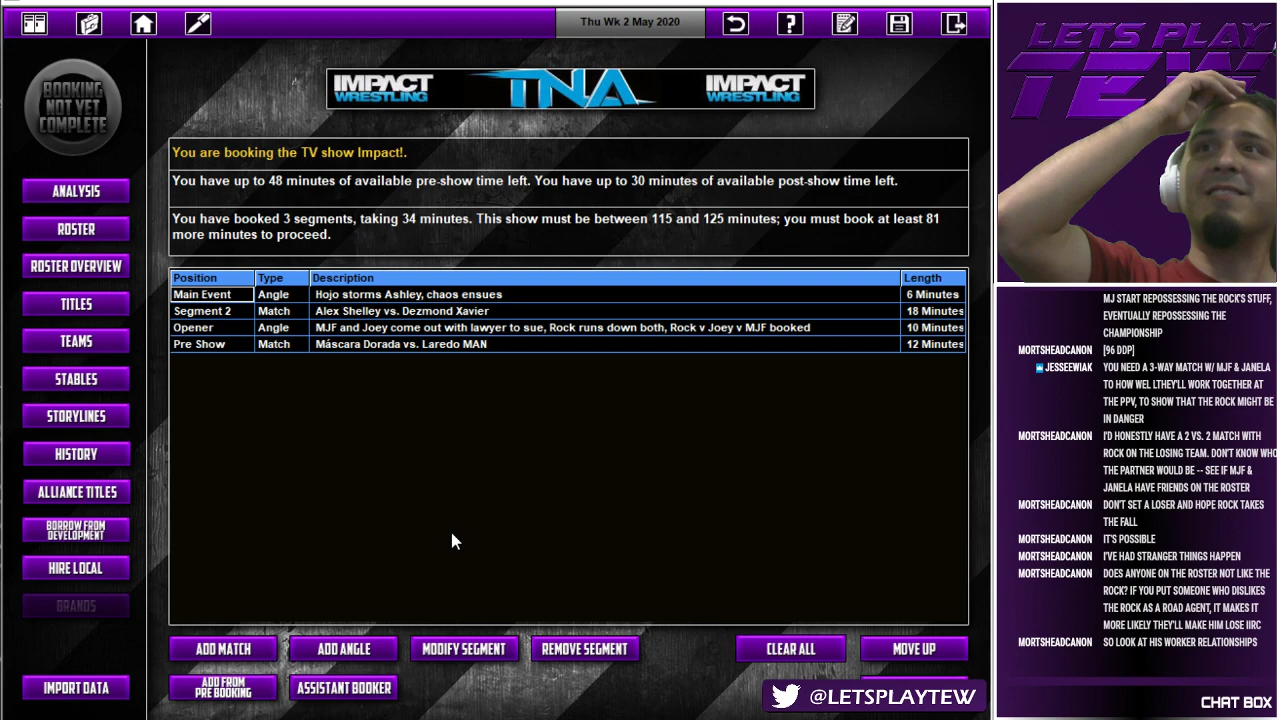 Thu Wk 2 May 2020
LETS PLAY
TEW
BOOKING
NOT YET
COMPLETE
IMPACT
WRESTLING
TNA
IMPACT
WRESTLING
You are booking the TV show Impact!.
You have up to 48 minutes of available pre-show time left. You have up to 30 minutes of available post-show time left.
You have booked 3 segments, taking 34 minutes. This show must be between 115 and 125 minutes; you must book at least 81
more minutes to proceed.
ANALYSIS
ROSTER
ROSTER OVERVIEW
TITLES
TEAMS
STABLES
STORYLINES
HISTORY
ALLIANCE TITLES
BORROW FROM
DEVELOPMENT
HIRE LOCAL
BRANDS
IMPORT DATA
Position Type Description Length
Main Event Angle Hojo storms Ashley, chaos ensues 6 Minutes
Segment 2 Match Alex Shelley vs. Dezmond Xavier 18 Minutes
Opener Angle MJF and Joey come out with lawyer to sue, Rock runs down both, Rock v Joey v MJF booked 10 Minutes
Pre Show Match Máscara Dorada vs. Laredo MAN 12 Minutes
ADD MATCH
ADD ANGLE
MODIFY SEGMENT
REMOVE SEGMENT
CLEAR ALL
MOVE UP
ADD FROM
PRE BOOKING
ASSISTANT BOOKER
@LETSPLAYTEW
MJ START REPOSSESSING THE ROCK'S STUFF,
EVENTUALLY REPOSSESSING THE
CHAMPIONSHIP
MORTSHEADCANON [96 DDP]
JESSEEWIAK YOU NEED A 3-WAY MATCH W/ MJF & JANELA
TO HOW WEL LTHEY'LL WORK TOGETHER AT
THE PPV, TO SHOW THAT THE ROCK MIGHT BE
IN DANGER
MORTSHEADCANON I'D HONESTLY HAVE A 2 VS. 2 MATCH WITH
ROCK ON THE LOSING TEAM. DON'T KNOW WHO
THE PARTNER WOULD BE -- SEE IF MJF &
JANELA HAVE FRIENDS ON THE ROSTER
MORTSHEADCANON DON'T SET A LOSER AND HOPE ROCK TAKES
THE FALL
MORTSHEADCANON IT'S POSSIBLE
MORTSHEADCANON I'VE HAD STRANGER THINGS HAPPEN
MORTSHEADCANON DOES ANYONE ON THE ROSTER NOT LIKE THE
ROCK? IF YOU PUT SOMEONE WHO DISLIKES
THE ROCK AS A ROAD AGENT, IT MAKES IT
MORE LIKELY THEY'LL MAKE HIM LOSE IIRC
MORTSHEADCANON SO LOOK AT HIS WORKER RELATIONSHIPS
CHAT BOX